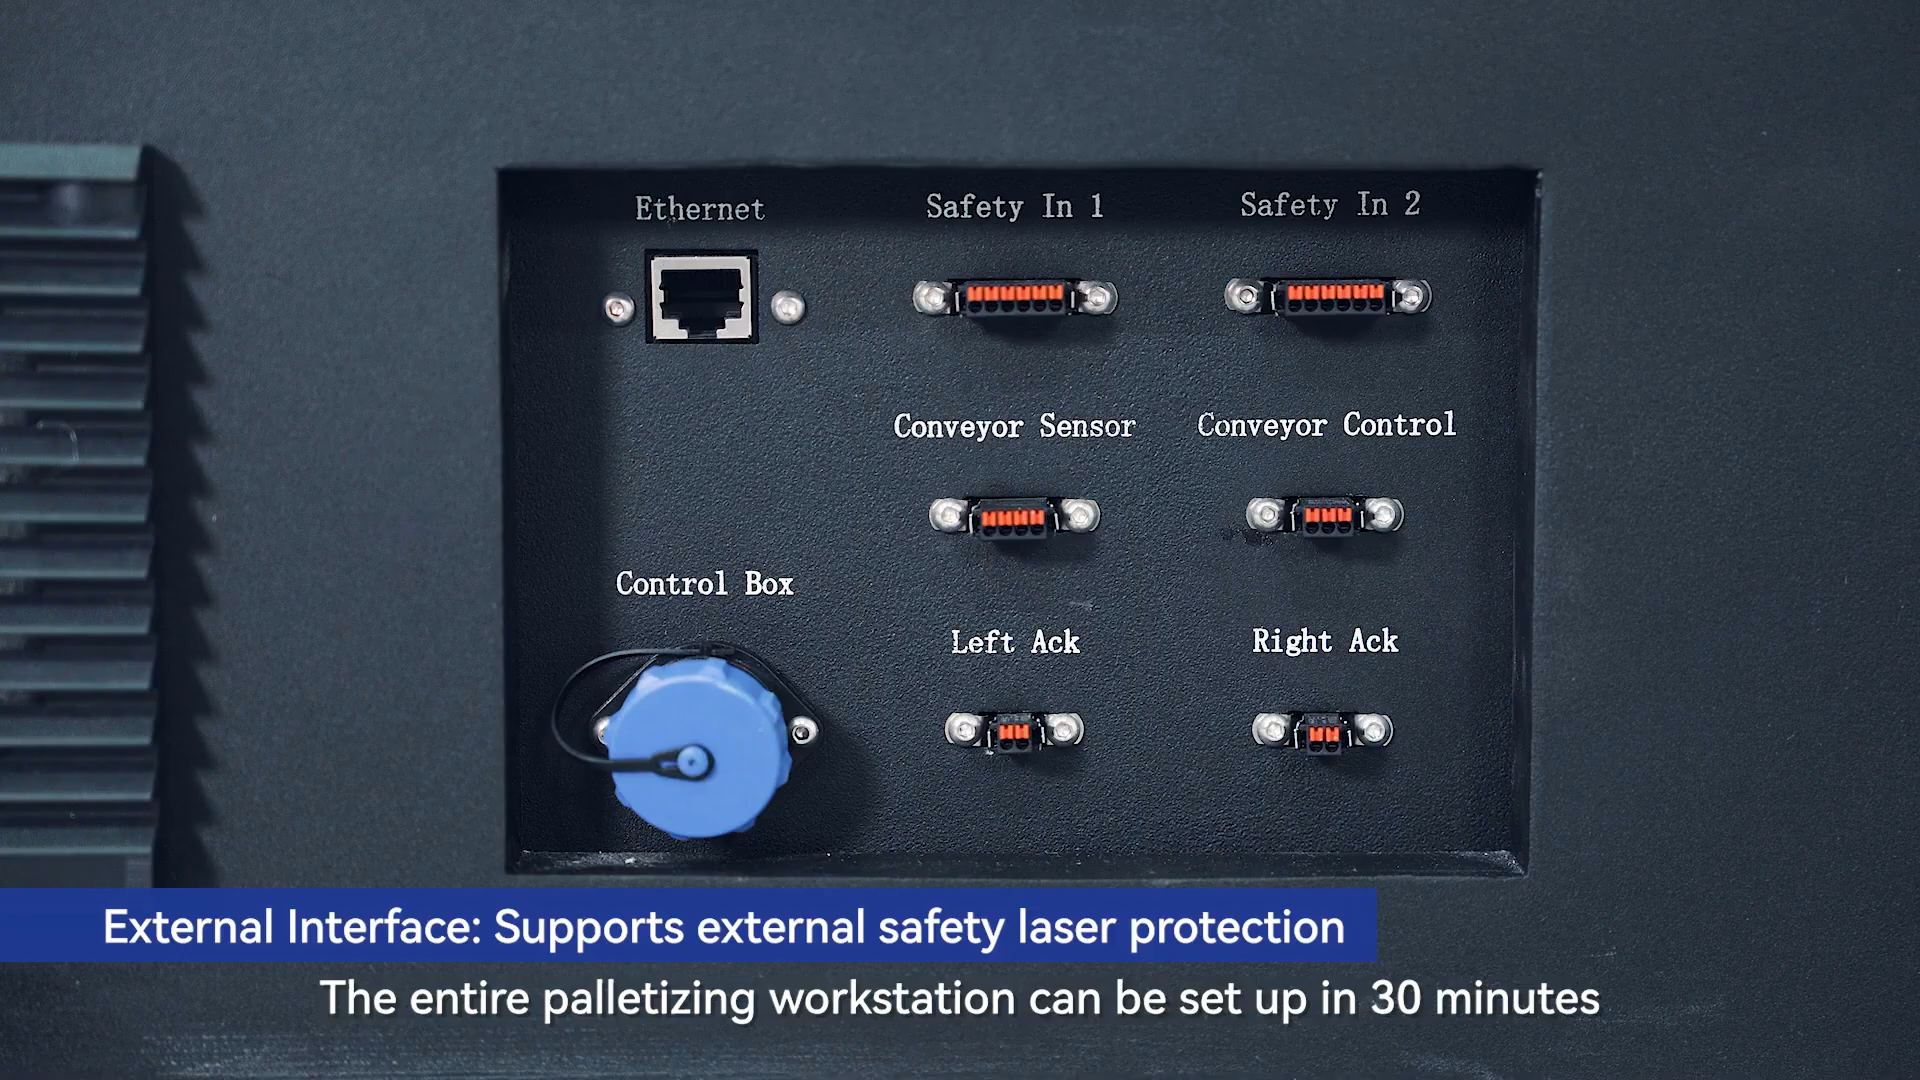 Ethernet
Safety In 1
Safety In 2
Conveyor Sensor
Conveyor Control
Control Box
Left Ack
Right Ack
External Interface: Supports external safety laser protection
The entire palletizing workstation can be set up in 30 minutes